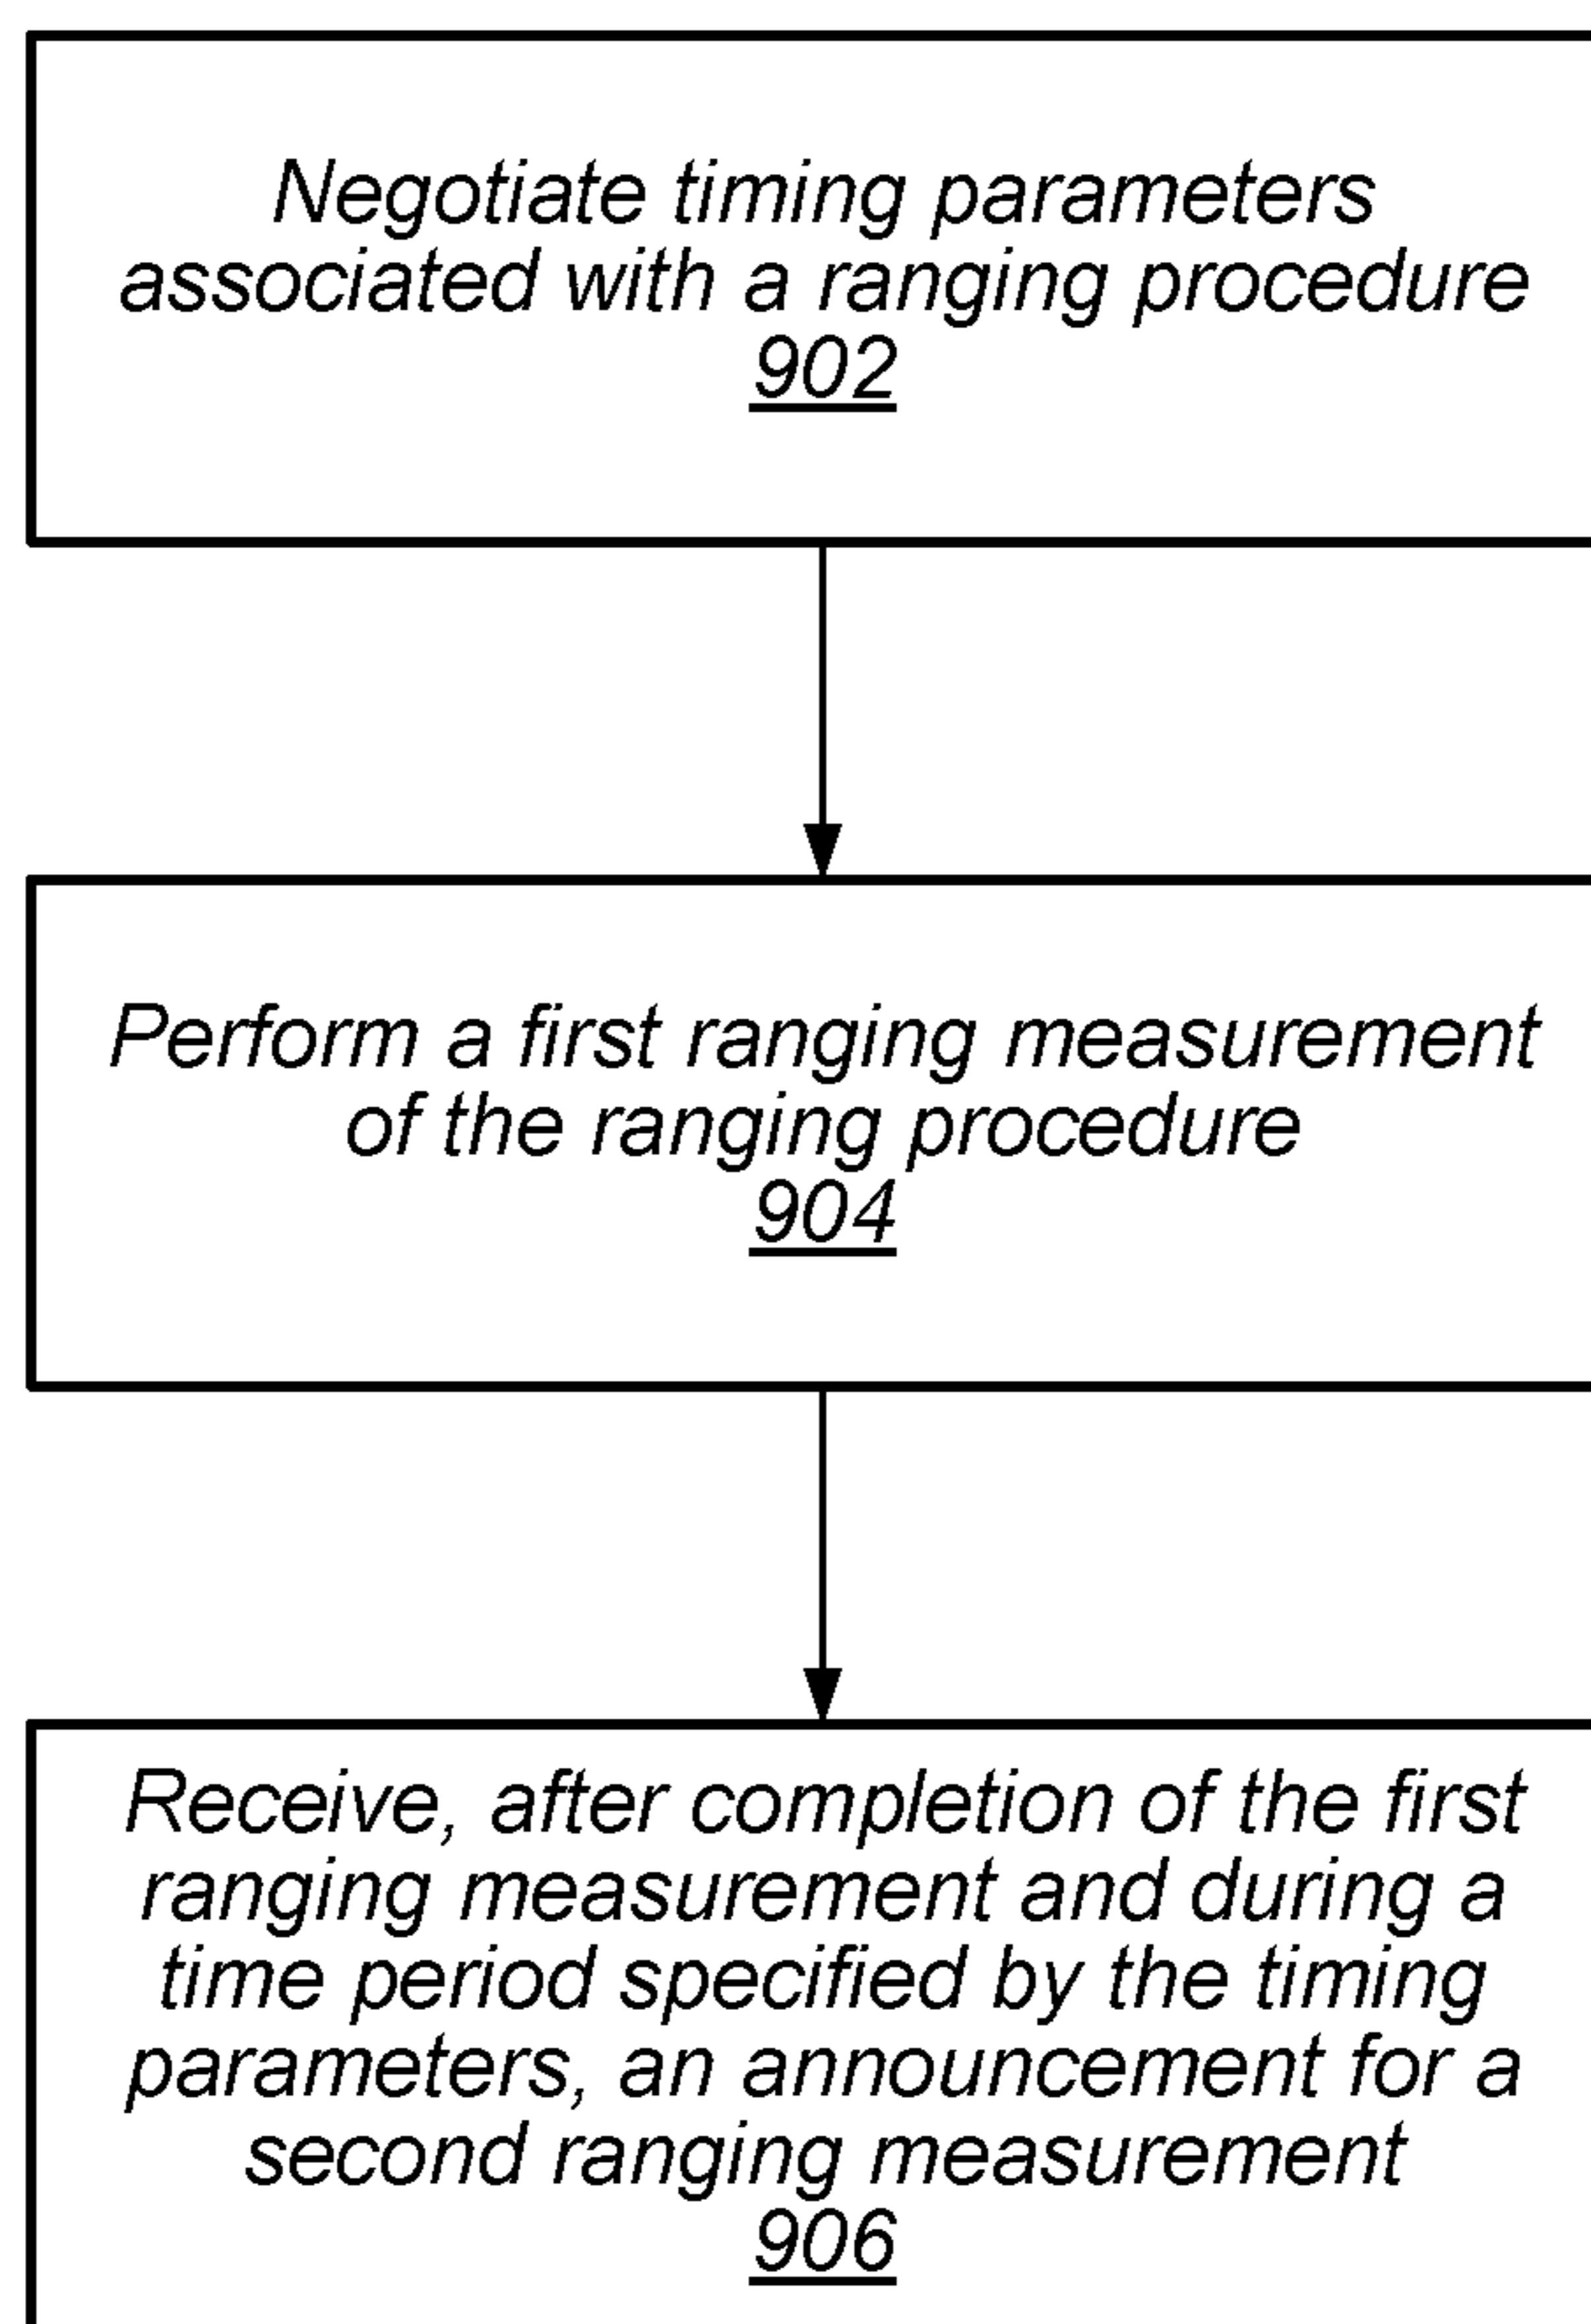 Negotiate timing parameters
associated with a ranging procedure
902
Perform a first ranging measurement
of the ranging procedure
904
Receive, after completion of the first
ranging measurement and during a
time period specified by the timing
parameters, an announcement for a
second ranging measurement
906